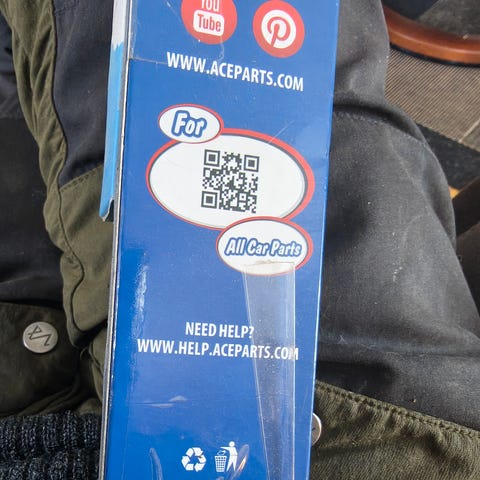 You
Tube
WWW.ACEPARTS.COM
For
All Car Parts
NEED HELP?
WWW.HELP.ACEPARTS.COM